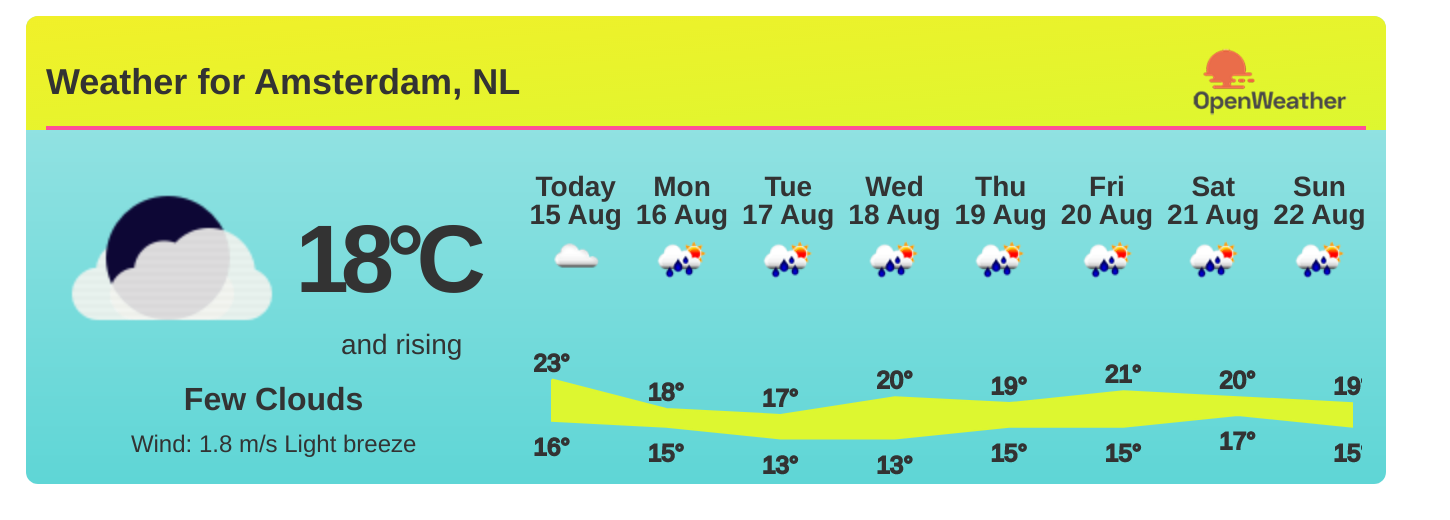 Weather for Amsterdam, NL
OpenWeather
18°C
and rising
Few Clouds
Wind: 1.8 m/s Light breeze
Today Mon Tue Wed Thu Fri Sat Sun
15 Aug 16 Aug 17 Aug 18 Aug 19 Aug 20 Aug 21 Aug 22 Aug
23° 18° 17° 20° 19° 21° 20° 19°
16° 15° 13° 13° 15° 15° 17° 15°